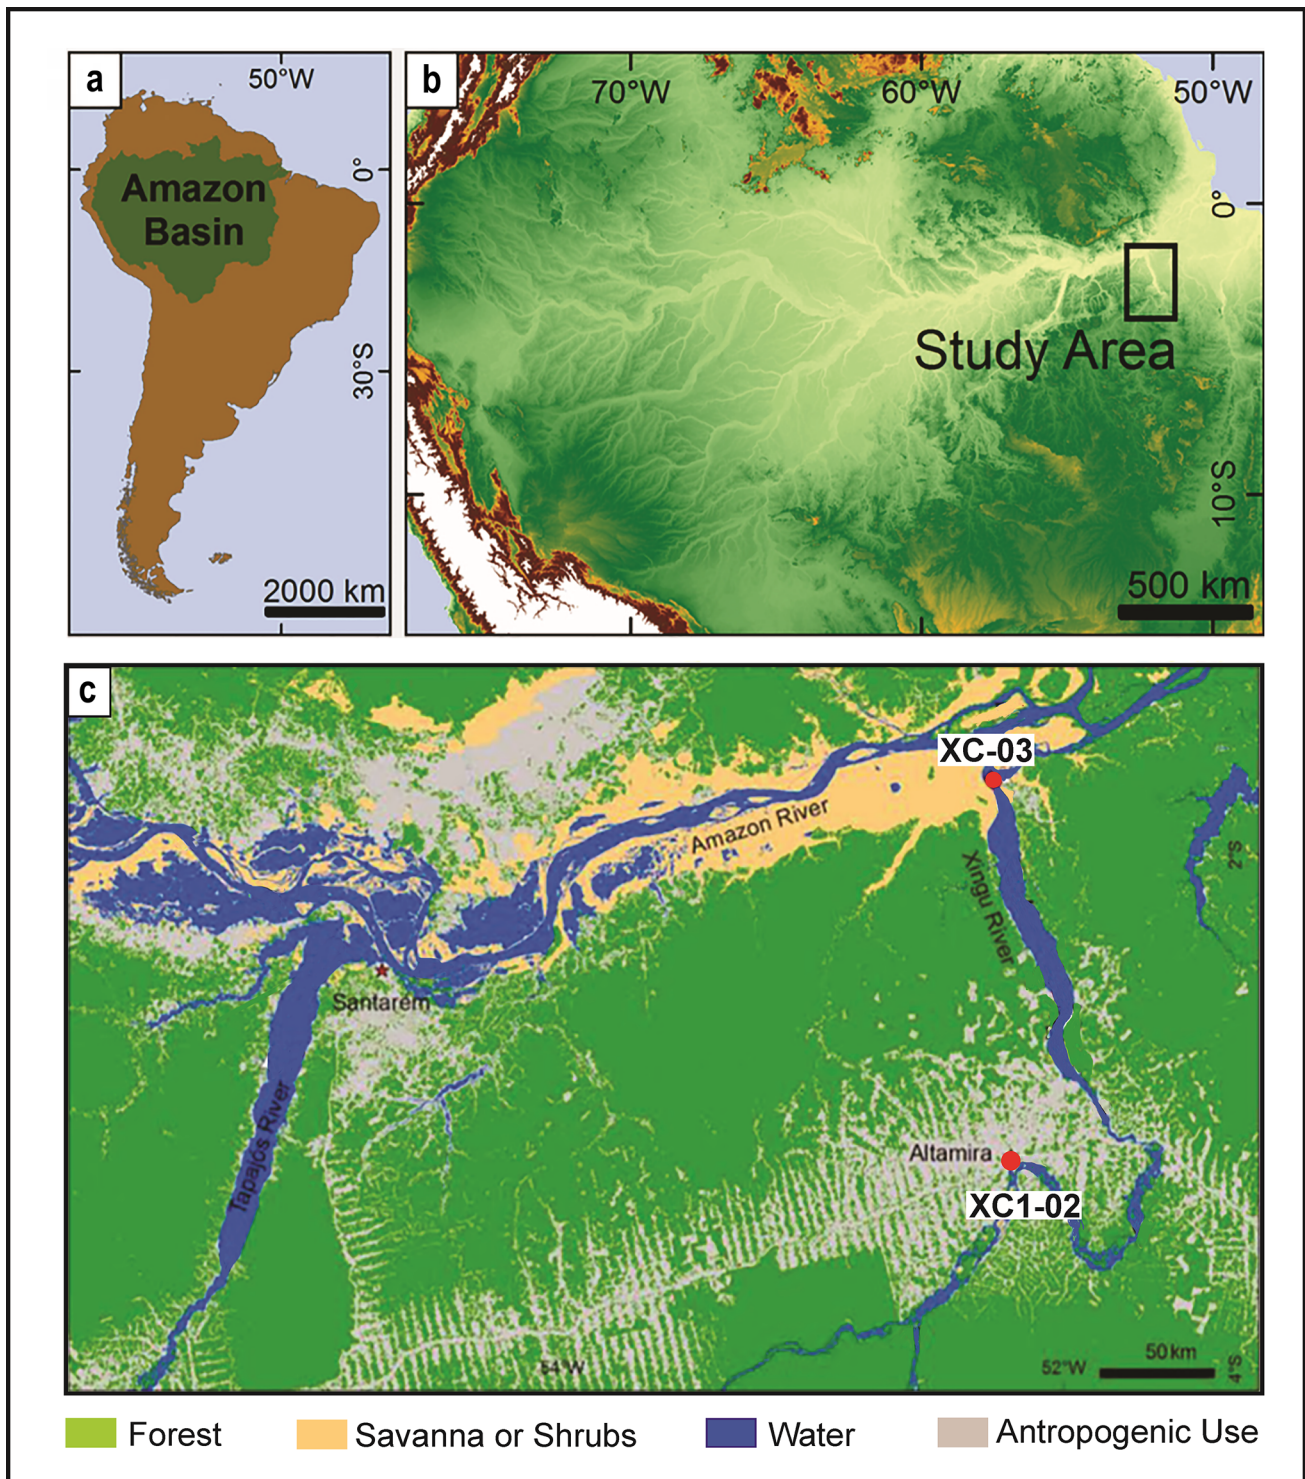 a
50°W
0°
Amazon
Basin
30°S
2000 km
b
70°W
60°W
50°W
0°
Study Area
10°S
500 km
c
XC-03
Amazon River
2°S
Xingu River
Santarém
Tapajós River
Altamira
XC1-02
54°W
52°W
50 km
4°S
Forest
Savanna or Shrubs
Water
Antropogenic Use